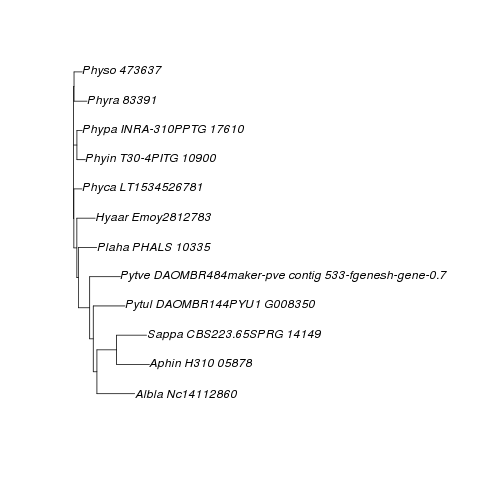 Physo 473637
Phyra 83391
Phypa INRA-310PPTG 17610
Phyin T30-4PITG 10900
Phyca LT1534526781
Hyaar Emoy2812783
Plaha PHALS 10335
Pytve DAOMBR484maker-pve contig 533-fgenesh-gene-0.7
Pytul DAOMBR144PYU1 G008350
Sappa CBS223.65SPRG 14149
Aphin H310 05878
Albla Nc14112860